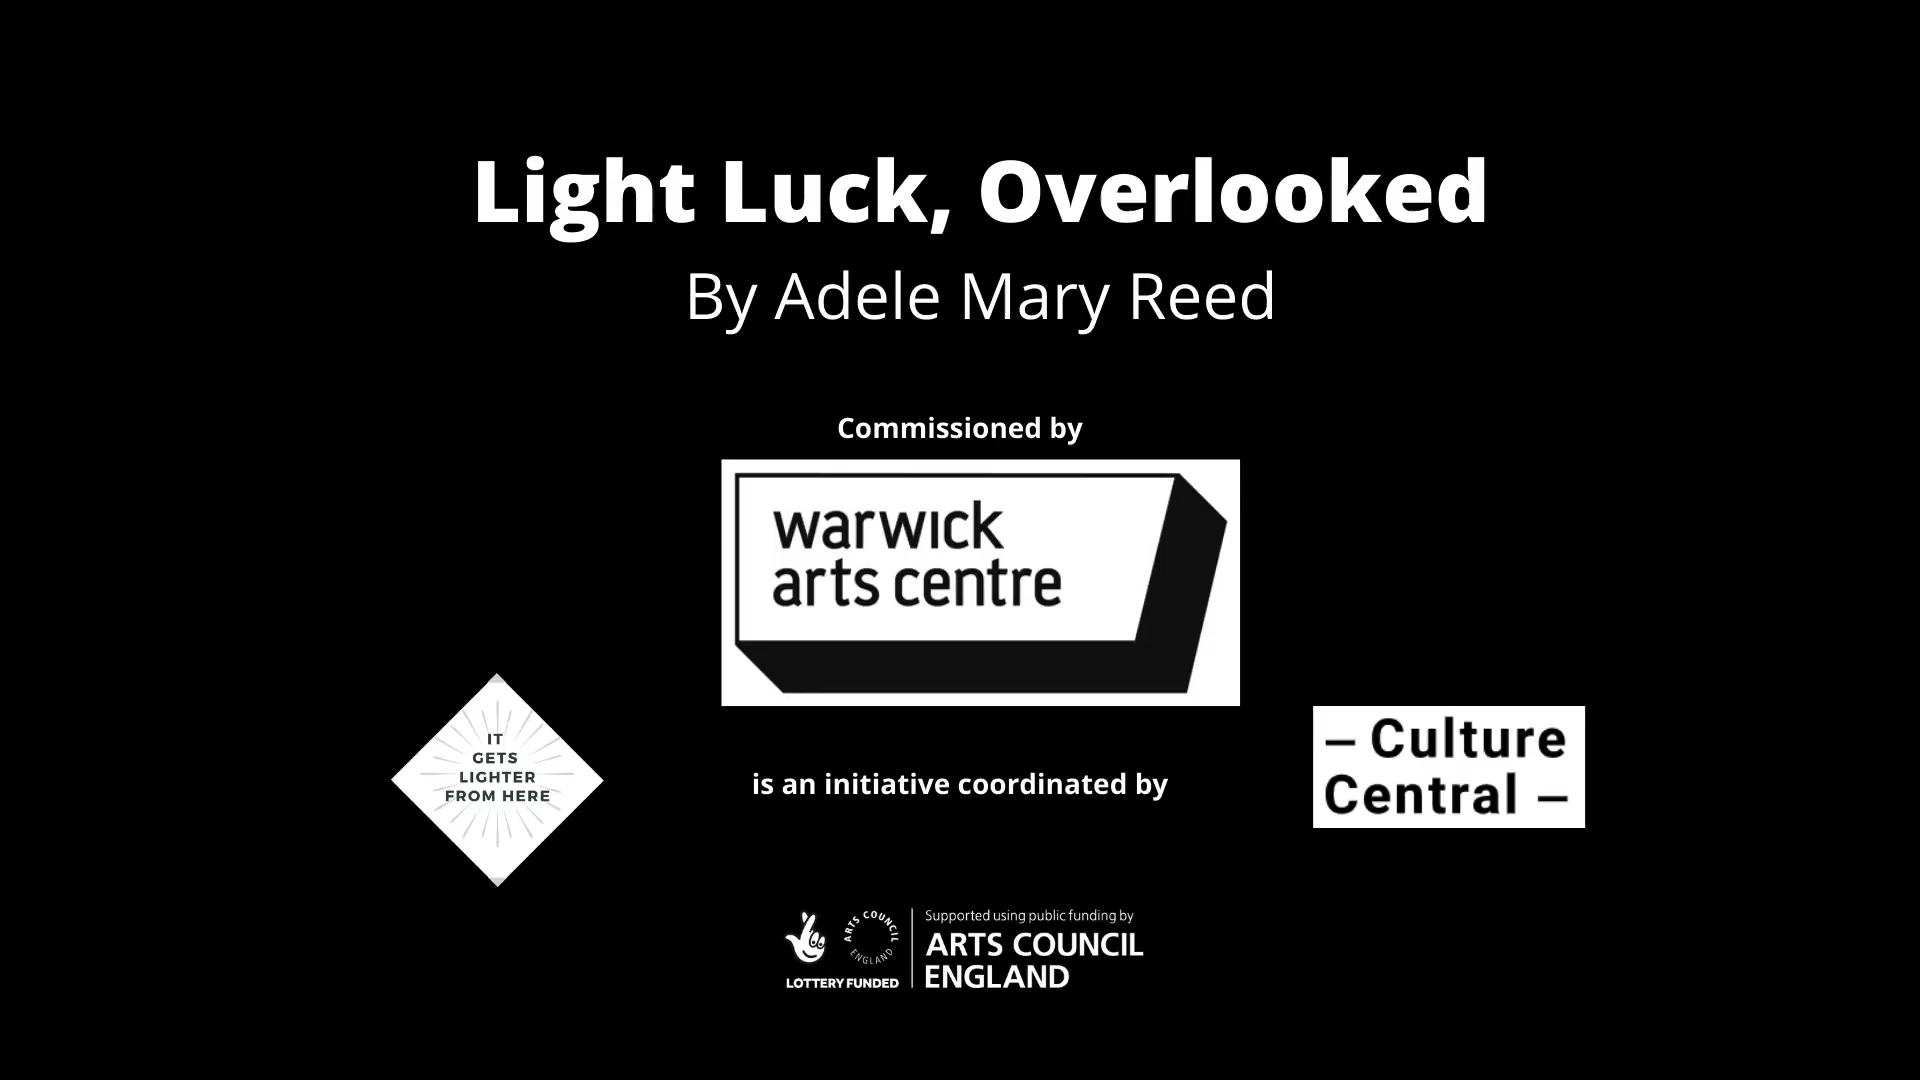 Light Luck, Overlooked
By Adele Mary Reed
Commissioned by
warwick
arts centre
IT
GETS
LIGHTER
FROM HERE
is an initiative coordinated by
– Culture
Central –
LOTTERY FUNDED
ARTS COUNCIL
ENGLAND
Supported using public funding by
ARTS COUNCIL
ENGLAND